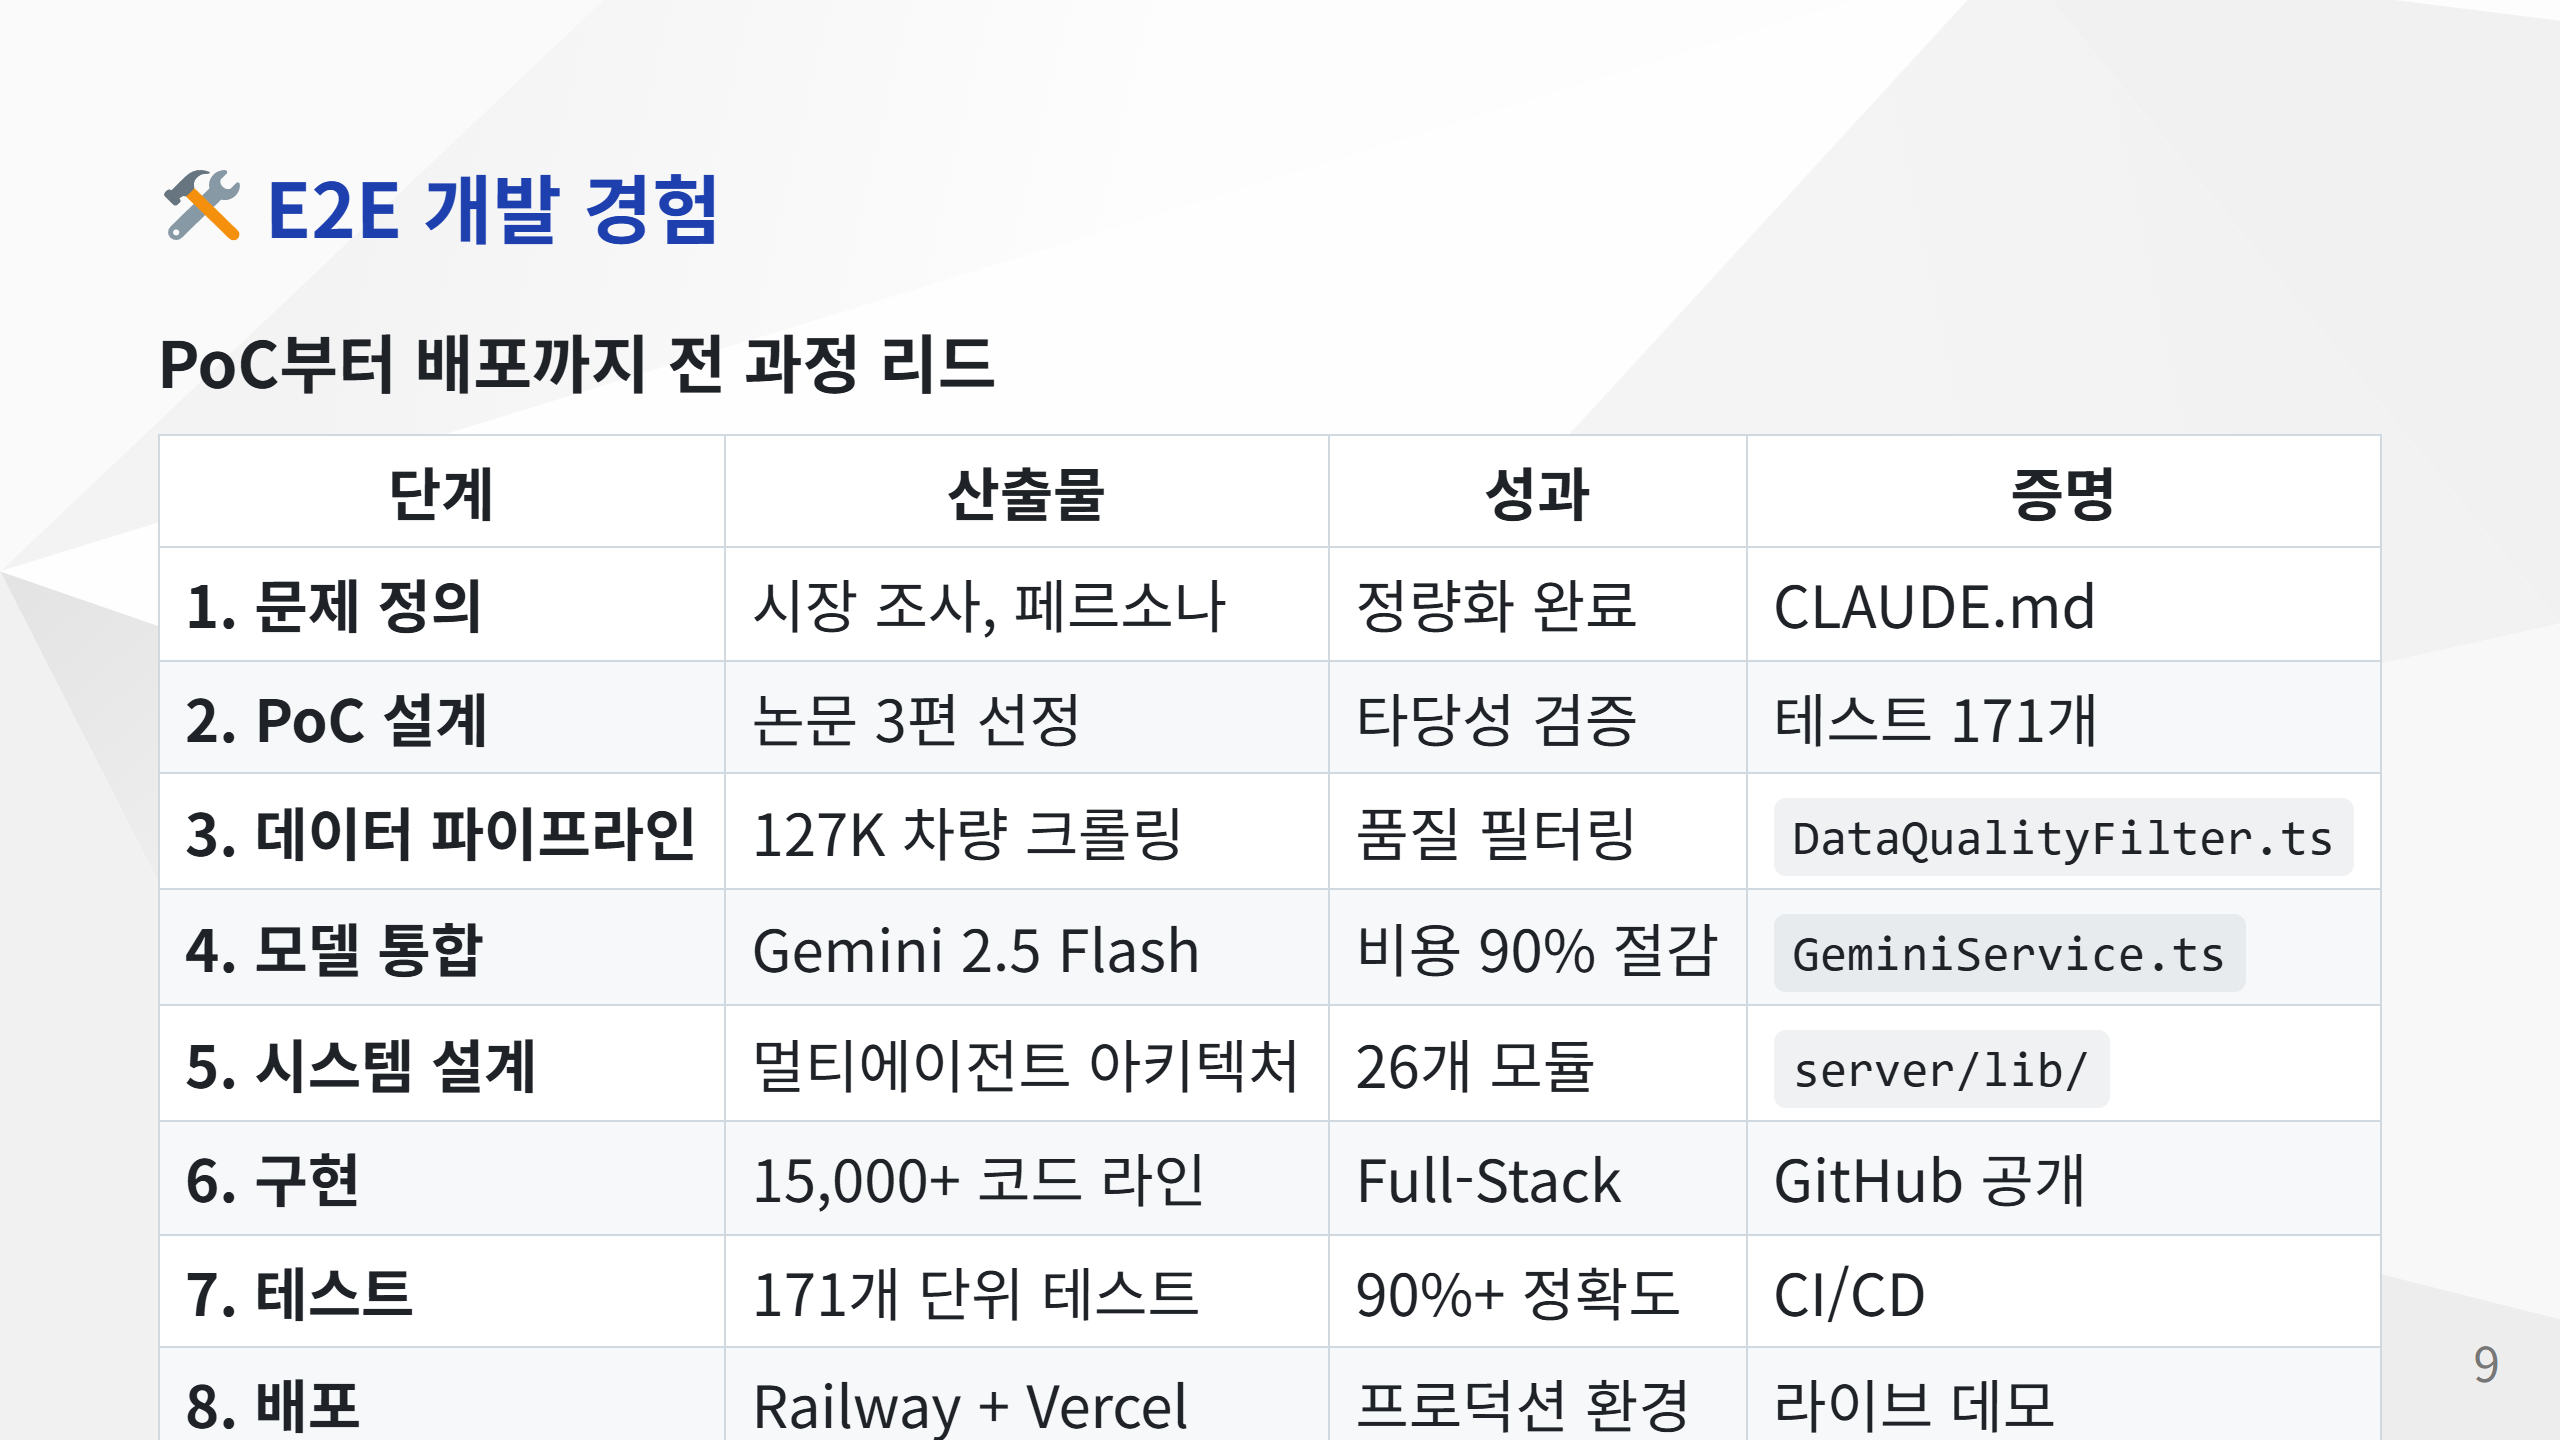 🛠️ E2E 개발 경험
PoC부터 배포까지 전 과정 리드
단계 산출물 성과 증명
1. 문제 정의 시장 조사, 페르소나 정량화 완료 CLAUDE.md
2. PoC 설계 논문 3편 선정 타당성 검증 테스트 171개
3. 데이터 파이프라인 127K 차량 크롤링 품질 필터링 DataQualityFilter.ts
4. 모델 통합 Gemini 2.5 Flash 비용 90% 절감 GeminiService.ts
5. 시스템 설계 멀티에이전트 아키텍처 26개 모듈 server/lib/
6. 구현 15,000+ 코드 라인 Full-Stack GitHub 공개
7. 테스트 171개 단위 테스트 90%+ 정확도 CI/CD
8. 배포 Railway + Vercel 프로덕션 환경 라이브 데모
9